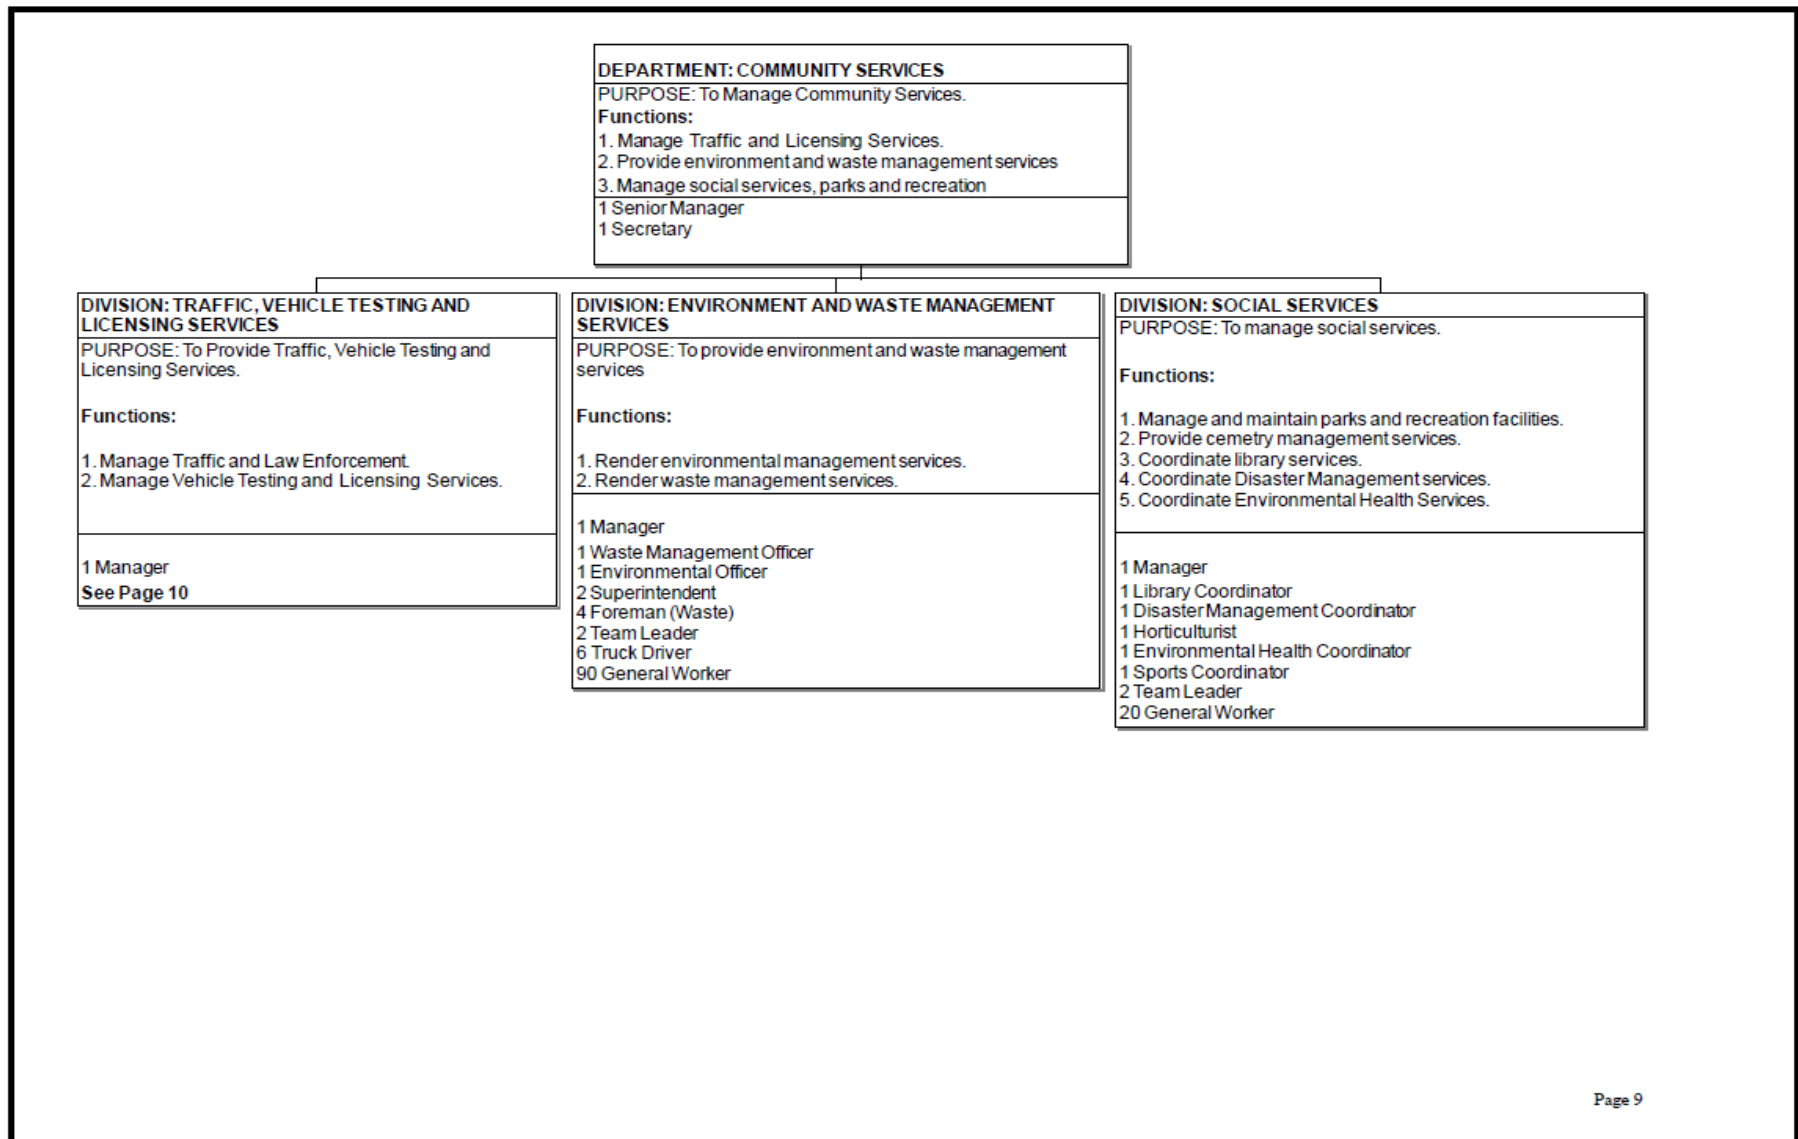 DEPARTMENT: COMMUNITY SERVICES
PURPOSE: To Manage Community Services.
Functions:
1. Manage Traffic and Licensing Services.
2. Provide environment and waste management services
3. Manage social services, parks and recreation
1 Senior Manager
1 Secretary
DIVISION: TRAFFIC, VEHICLE TESTING AND
LICENSING SERVICES
PURPOSE: To Provide Traffic, Vehicle Testing and
Licensing Services.
Functions:
1. Manage Traffic and Law Enforcement.
2. Manage Vehicle Testing and Licensing Services.
1 Manager
See Page 10
DIVISION: ENVIRONMENT AND WASTE MANAGEMENT
SERVICES
PURPOSE: To provide environment and waste management
services
Functions:
1. Render environmental management services.
2. Render waste management services.
1 Manager
1 Waste Management Officer
1 Environmental Officer
2 Superintendent
4 Foreman (Waste)
2 Team Leader
6 Truck Driver
90 General Worker
DIVISION: SOCIAL SERVICES
PURPOSE: To manage social services.
Functions:
1. Manage and maintain parks and recreation facilities.
2. Provide cemetry management services.
3. Coordinate library services.
4. Coordinate Disaster Management services.
5. Coordinate Environmental Health Services.
1 Manager
1 Library Coordinator
1 Disaster Management Coordinator
1 Horticulturist
1 Environmental Health Coordinator
1 Sports Coordinator
2 Team Leader
20 General Worker
Page 9